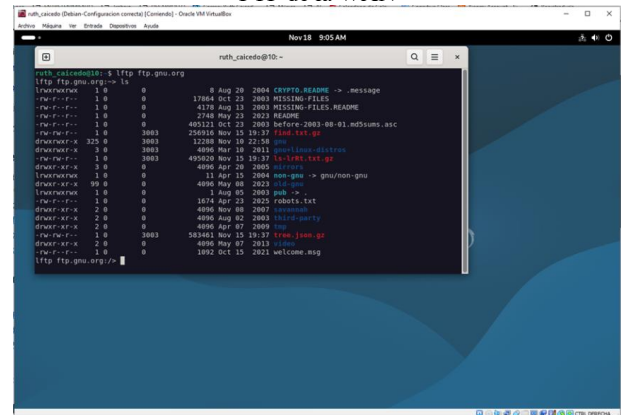 ruth_caicedo (Debian-Configuracion correcta) [Corriendo] - Oracle VM VirtualBox
Archivo Máquina Ver Entrada Dispositivos Ayuda
Nov 18 9:05 AM
ruth_caicedo@10: ~
ruth_caicedo@10:~$ lftp ftp.gnu.org
lftp ftp.gnu.org:~> ls
lrwxrwxrwx 1 0 0 8 Aug 20 2004 CRYPTO.README -> .message
-rw-r--r-- 1 0 0 17864 Oct 23 2003 MISSING-FILES
-rw-r--r-- 1 0 0 4178 Aug 13 2003 MISSING-FILES.README
-rw-r--r-- 1 0 0 2748 May 23 2023 README
-rw-r--r-- 1 0 0 405121 Oct 23 2003 before-2003-08-01.md5sums.asc
-rw-r--r-- 1 0 3003 256916 Nov 15 19:37 find.txt.gz
drwxrwxr-x 325 0 3003 12288 Nov 10 22:58 gnu
drwxrwxr-x 3 0 3003 4096 Mar 10 2011 gnu+linux-distros
-rw-r--r-- 1 0 3003 495020 Nov 15 19:37 ls-lrRt.txt.gz
drwxr-xr-x 3 0 0 4096 Apr 20 2005 mirrors
lrwxrwxrwx 1 0 0 11 Apr 15 2004 non-gnu -> gnu/non-gnu
drwxr-xr-x 99 0 0 4096 May 08 2023 old-gnu
lrwxrwxrwx 1 0 0 1 Aug 05 2003 pub -> .
-rw-r--r-- 1 0 0 1674 Apr 23 2025 robots.txt
drwxr-xr-x 2 0 0 4096 Nov 08 2007 savannah
drwxr-xr-x 2 0 0 4096 Aug 02 2003 third-party
drwxr-xr-x 2 0 0 4096 Apr 07 2009 tmp
-rw-r--r-- 1 0 3003 583461 Nov 15 19:37 tree.json.gz
drwxr-xr-x 2 0 0 4096 May 07 2013 video
-rw-r--r-- 1 0 0 1092 Oct 15 2021 welcome.msg
lftp ftp.gnu.org:/>
CTRL DERECHA